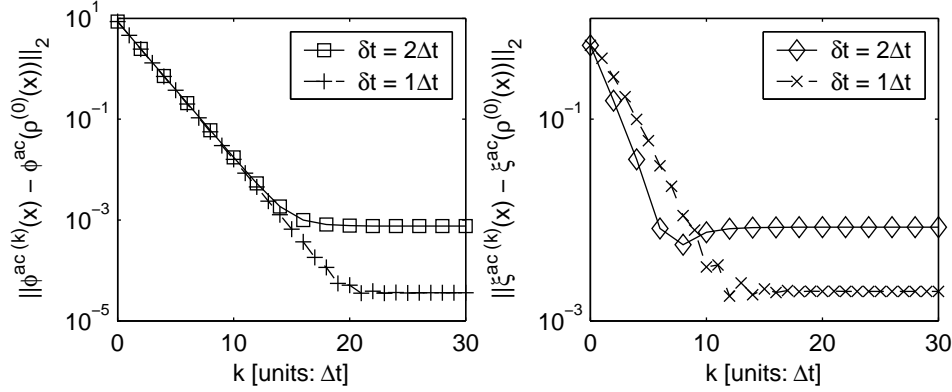 10^1
10^-1
10^-3
10^-5
0
10
20
30
k [units: Δt]
||ϕ^ac (k)(x) − ϕ^ac(ρ^(0)(x))||_2
δt = 2Δt
δt = 1Δt
10^-1
10^-3
0
10
20
30
k [units: Δt]
||ξ^ac (k)(x) − ξ^ac(ρ^(0)(x))||_2
δt = 2Δt
δt = 1Δt